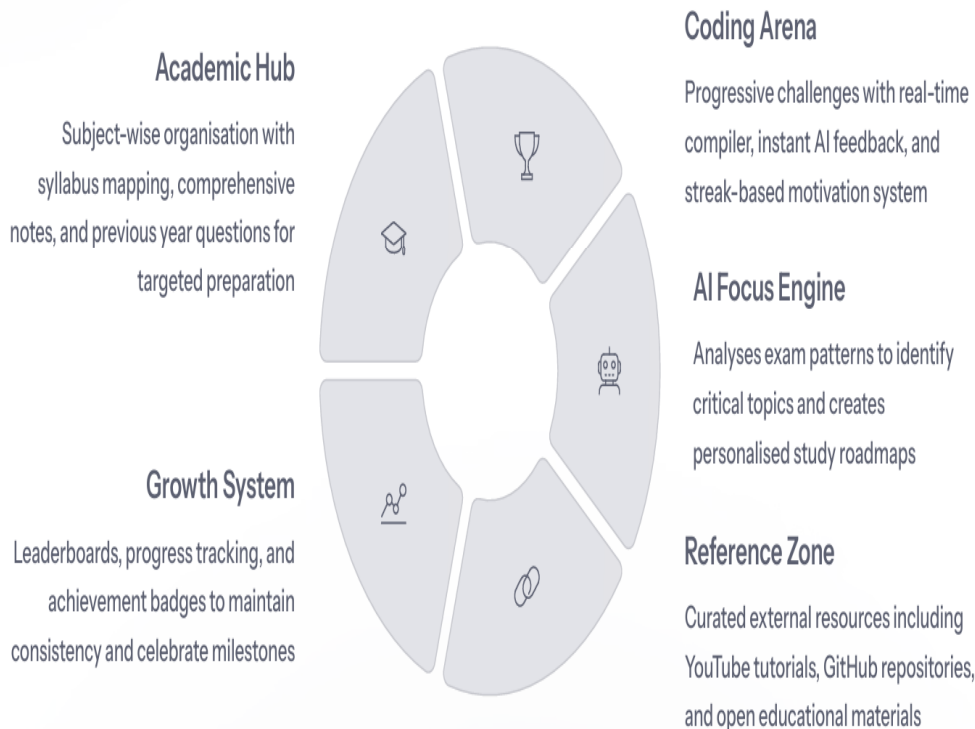 Academic Hub
Subject-wise organisation with
syllabus mapping, comprehensive
notes, and previous year questions for
targeted preparation
Coding Arena
Progressive challenges with real-time
compiler, instant AI feedback, and
streak-based motivation system
AI Focus Engine
Analyses exam patterns to identify
critical topics and creates
personalised study roadmaps
Growth System
Leaderboards, progress tracking, and
achievement badges to maintain
consistency and celebrate milestones
Reference Zone
Curated external resources including
YouTube tutorials, GitHub repositories,
and open educational materials